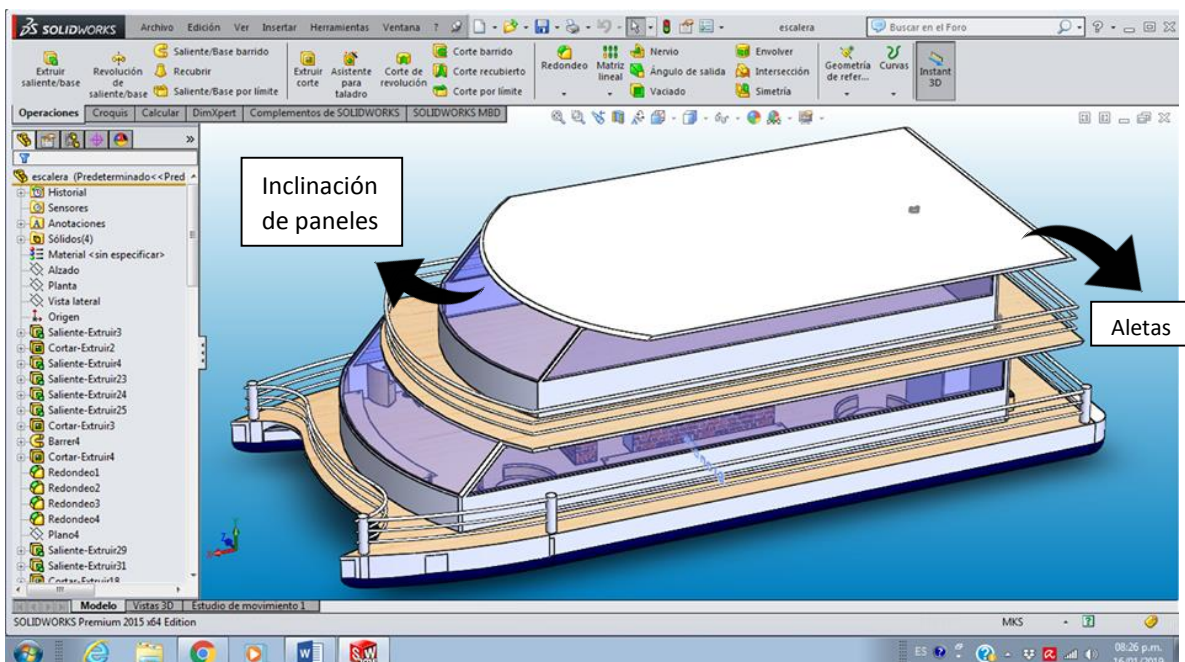 SOLIDWORKS Archivo Edición Ver Insertar Herramientas Ventana ? escalera Buscar en el Foro
Extruir saliente/base
Revolución de saliente/base
Saliente/Base barrido
Recubrir
Saliente/Base por límite
Extruir corte
Asistente para taladro
Corte de revolución
Corte barrido
Corte recubierto
Corte por límite
Redondeo
Matriz lineal
Nervio
Ángulo de salida
Vaciado
Envolver
Intersección
Simetría
Geometría de refer...
Curvas
Instant 3D
Operaciones Croquis Calcular DimXpert Complementos de SOLIDWORKS SOLIDWORKS MBD
escalera (Predeterminado<<Pred
Historial
Sensores
Anotaciones
Sólidos(4)
Material <sin especificar>
Alzado
Planta
Vista lateral
Origen
Saliente-Extruir3
Cortar-Extruir2
Saliente-Extruir4
Saliente-Extruir23
Saliente-Extruir24
Saliente-Extruir25
Cortar-Extruir3
Barrer4
Cortar-Extruir4
Redondeo1
Redondeo2
Redondeo3
Redondeo4
Plano4
Saliente-Extruir29
Saliente-Extruir31
Cortar-Extruir18
Inclinación
de paneles
Aletas
Modelo Vistas 3D Estudio de movimiento 1
SOLIDWORKS Premium 2015 x64 Edition MKS
ES 08:26 p.m.
16/01/2019